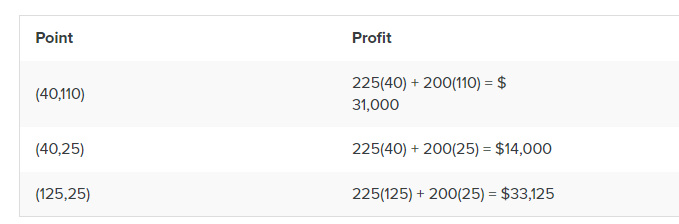 Point Profit
(40,110) 225(40) + 200(110) = $
31,000
(40,25) 225(40) + 200(25) = $14,000
(125,25) 225(125) + 200(25) = $33,125